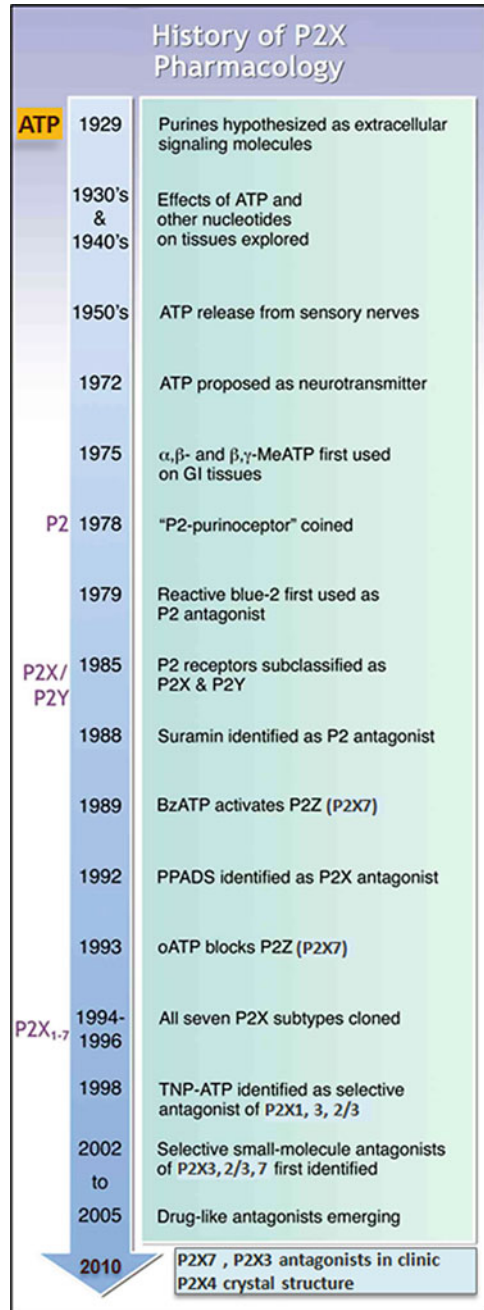 History of P2X
Pharmacology
ATP 1929 Purines hypothesized as extracellular
signaling molecules
1930's
&
1940's
Effects of ATP and
other nucleotides
on tissues explored
1950's ATP release from sensory nerves
1972 ATP proposed as neurotransmitter
1975 α,β- and β,γ-MeATP first used
on GI tissues
P2 1978 “P2-purinoceptor” coined
1979 Reactive blue-2 first used as
P2 antagonist
P2X/
P2Y
1985 P2 receptors subclassified as
P2X & P2Y
1988 Suramin identified as P2 antagonist
1989 BzATP activates P2Z (P2X7)
1992 PPADS identified as P2X antagonist
1993 oATP blocks P2Z (P2X7)
P2X₁₋₇ 1994-
1996
All seven P2X subtypes cloned
1998 TNP-ATP identified as selective
antagonist of P2X1, 3, 2/3
2002
to
2005
Selective small-molecule antagonists
of P2X3, 2/3, 7 first identified
Drug-like antagonists emerging
2010 P2X7 , P2X3 antagonists in clinic
P2X4 crystal structure